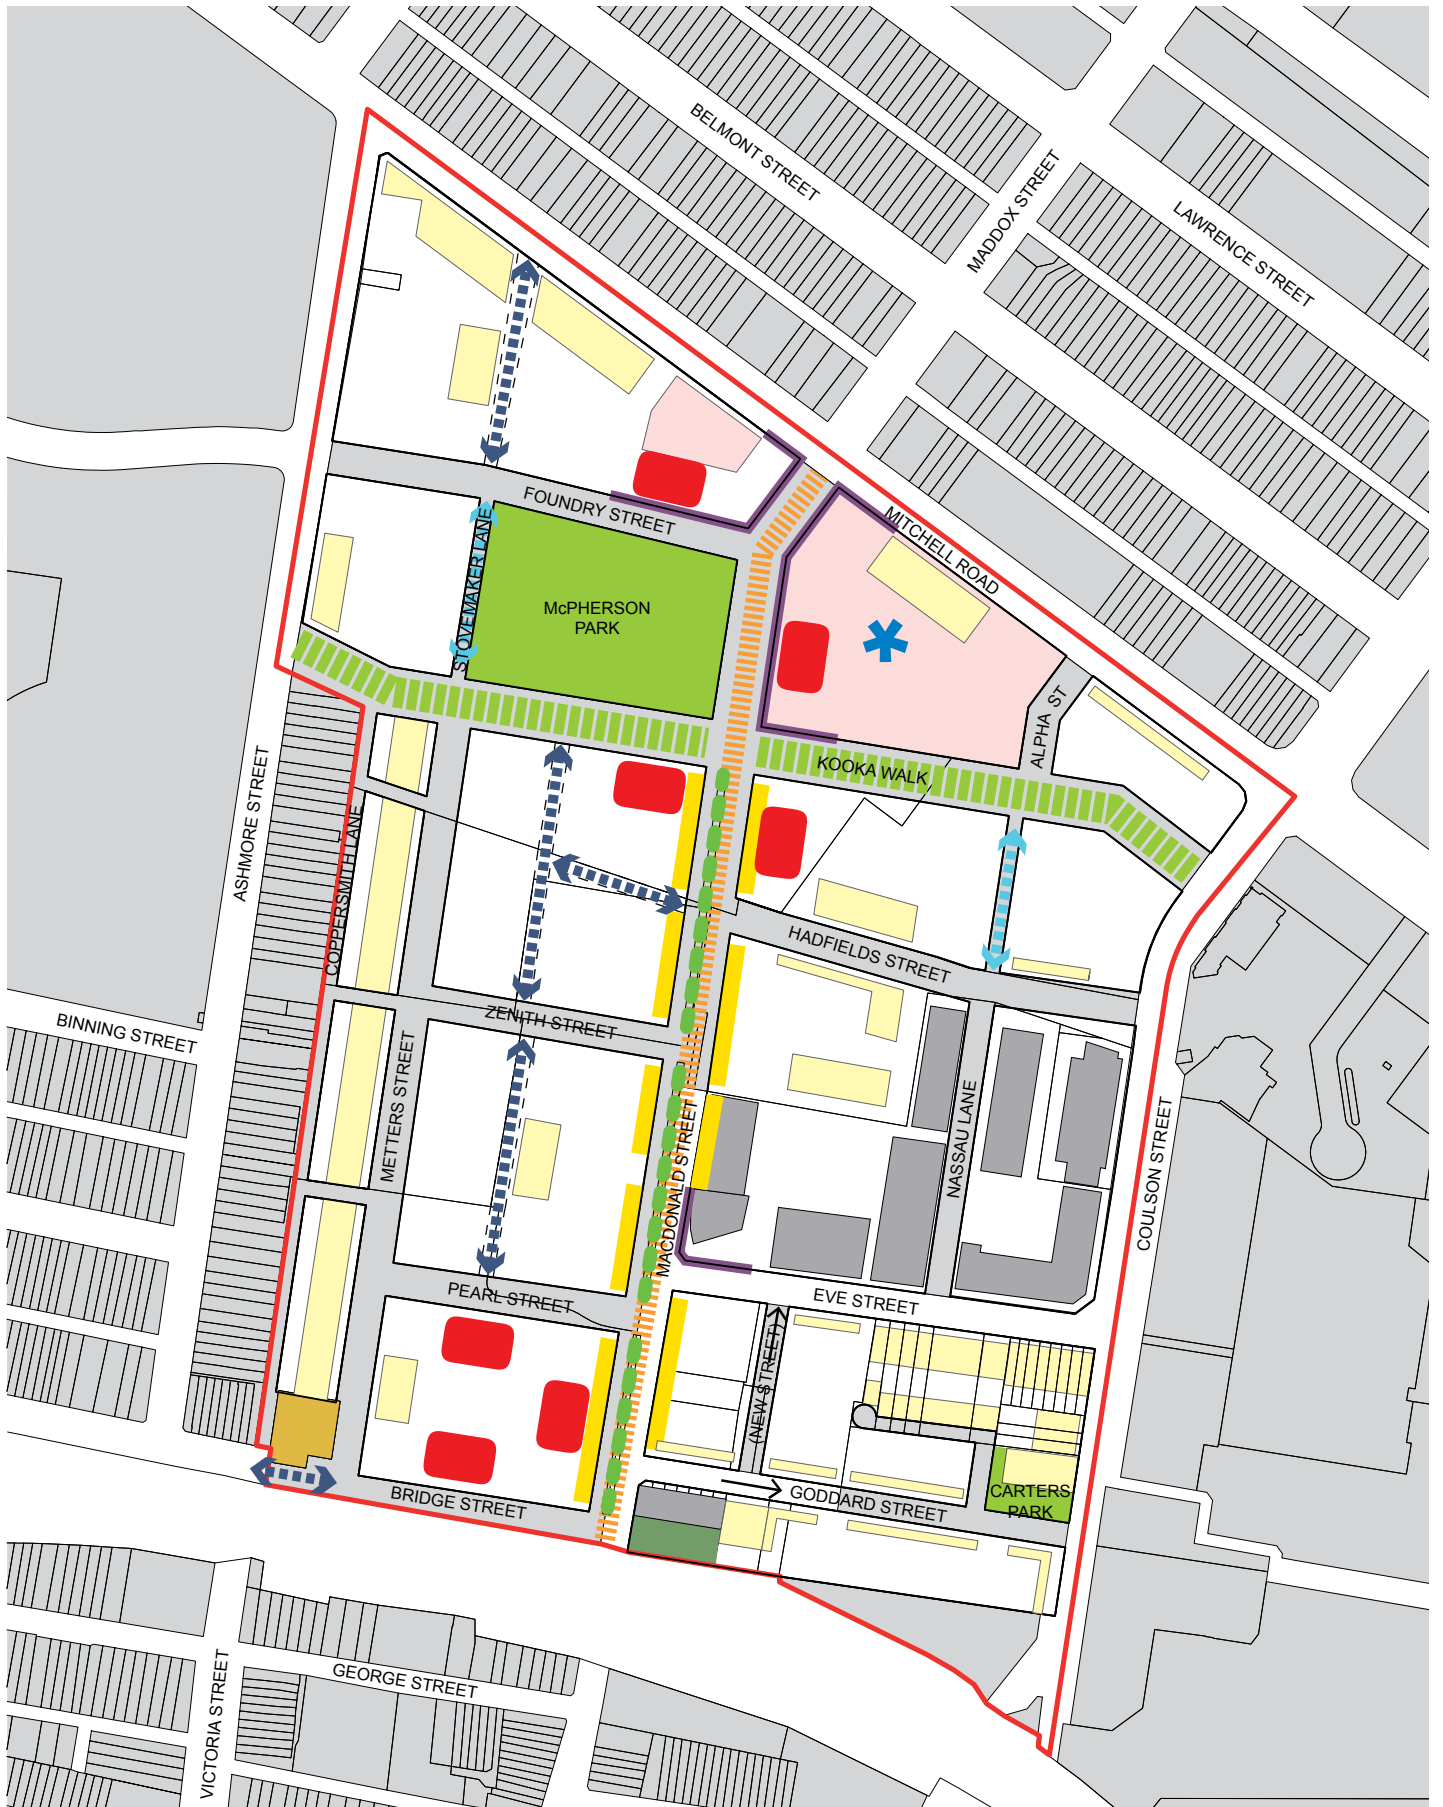 BELMONT STREET
MADDOX STREET
LAWRENCE STREET
FOUNDRY STREET
MITCHELL ROAD
STOVEMAKER LANE
McPHERSON
PARK
ALPHA ST
KOOKA WALK
ASHMORE STREET
COPPERSMITH LANE
HADFIELDS STREET
ZENITH STREET
BINNING STREET
METTERS STREET
MACDONALD STREET
NASSAU LANE
COULSON STREET
PEARL STREET
EVE STREET
(NEW STREET)
BRIDGE STREET
GODDARD STREET
CARTERS
PARK
GEORGE STREET
VICTORIA STREET